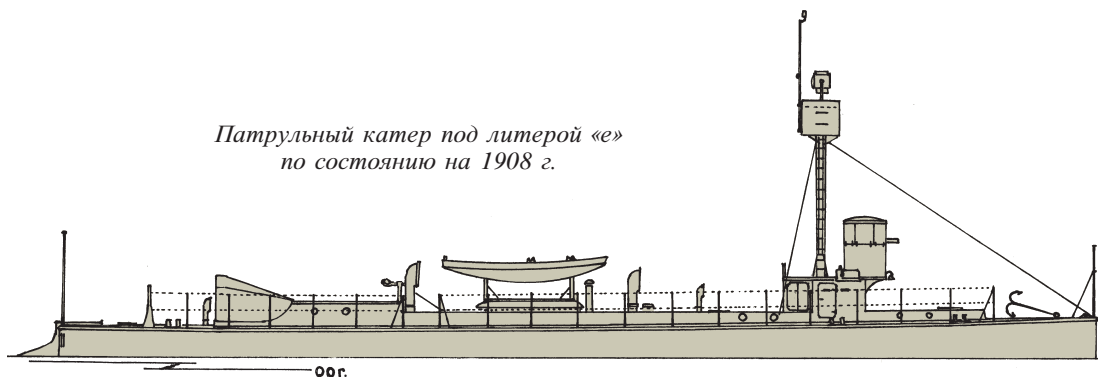 Патрульный катер под литерой «е»
по состоянию на 1908 г.